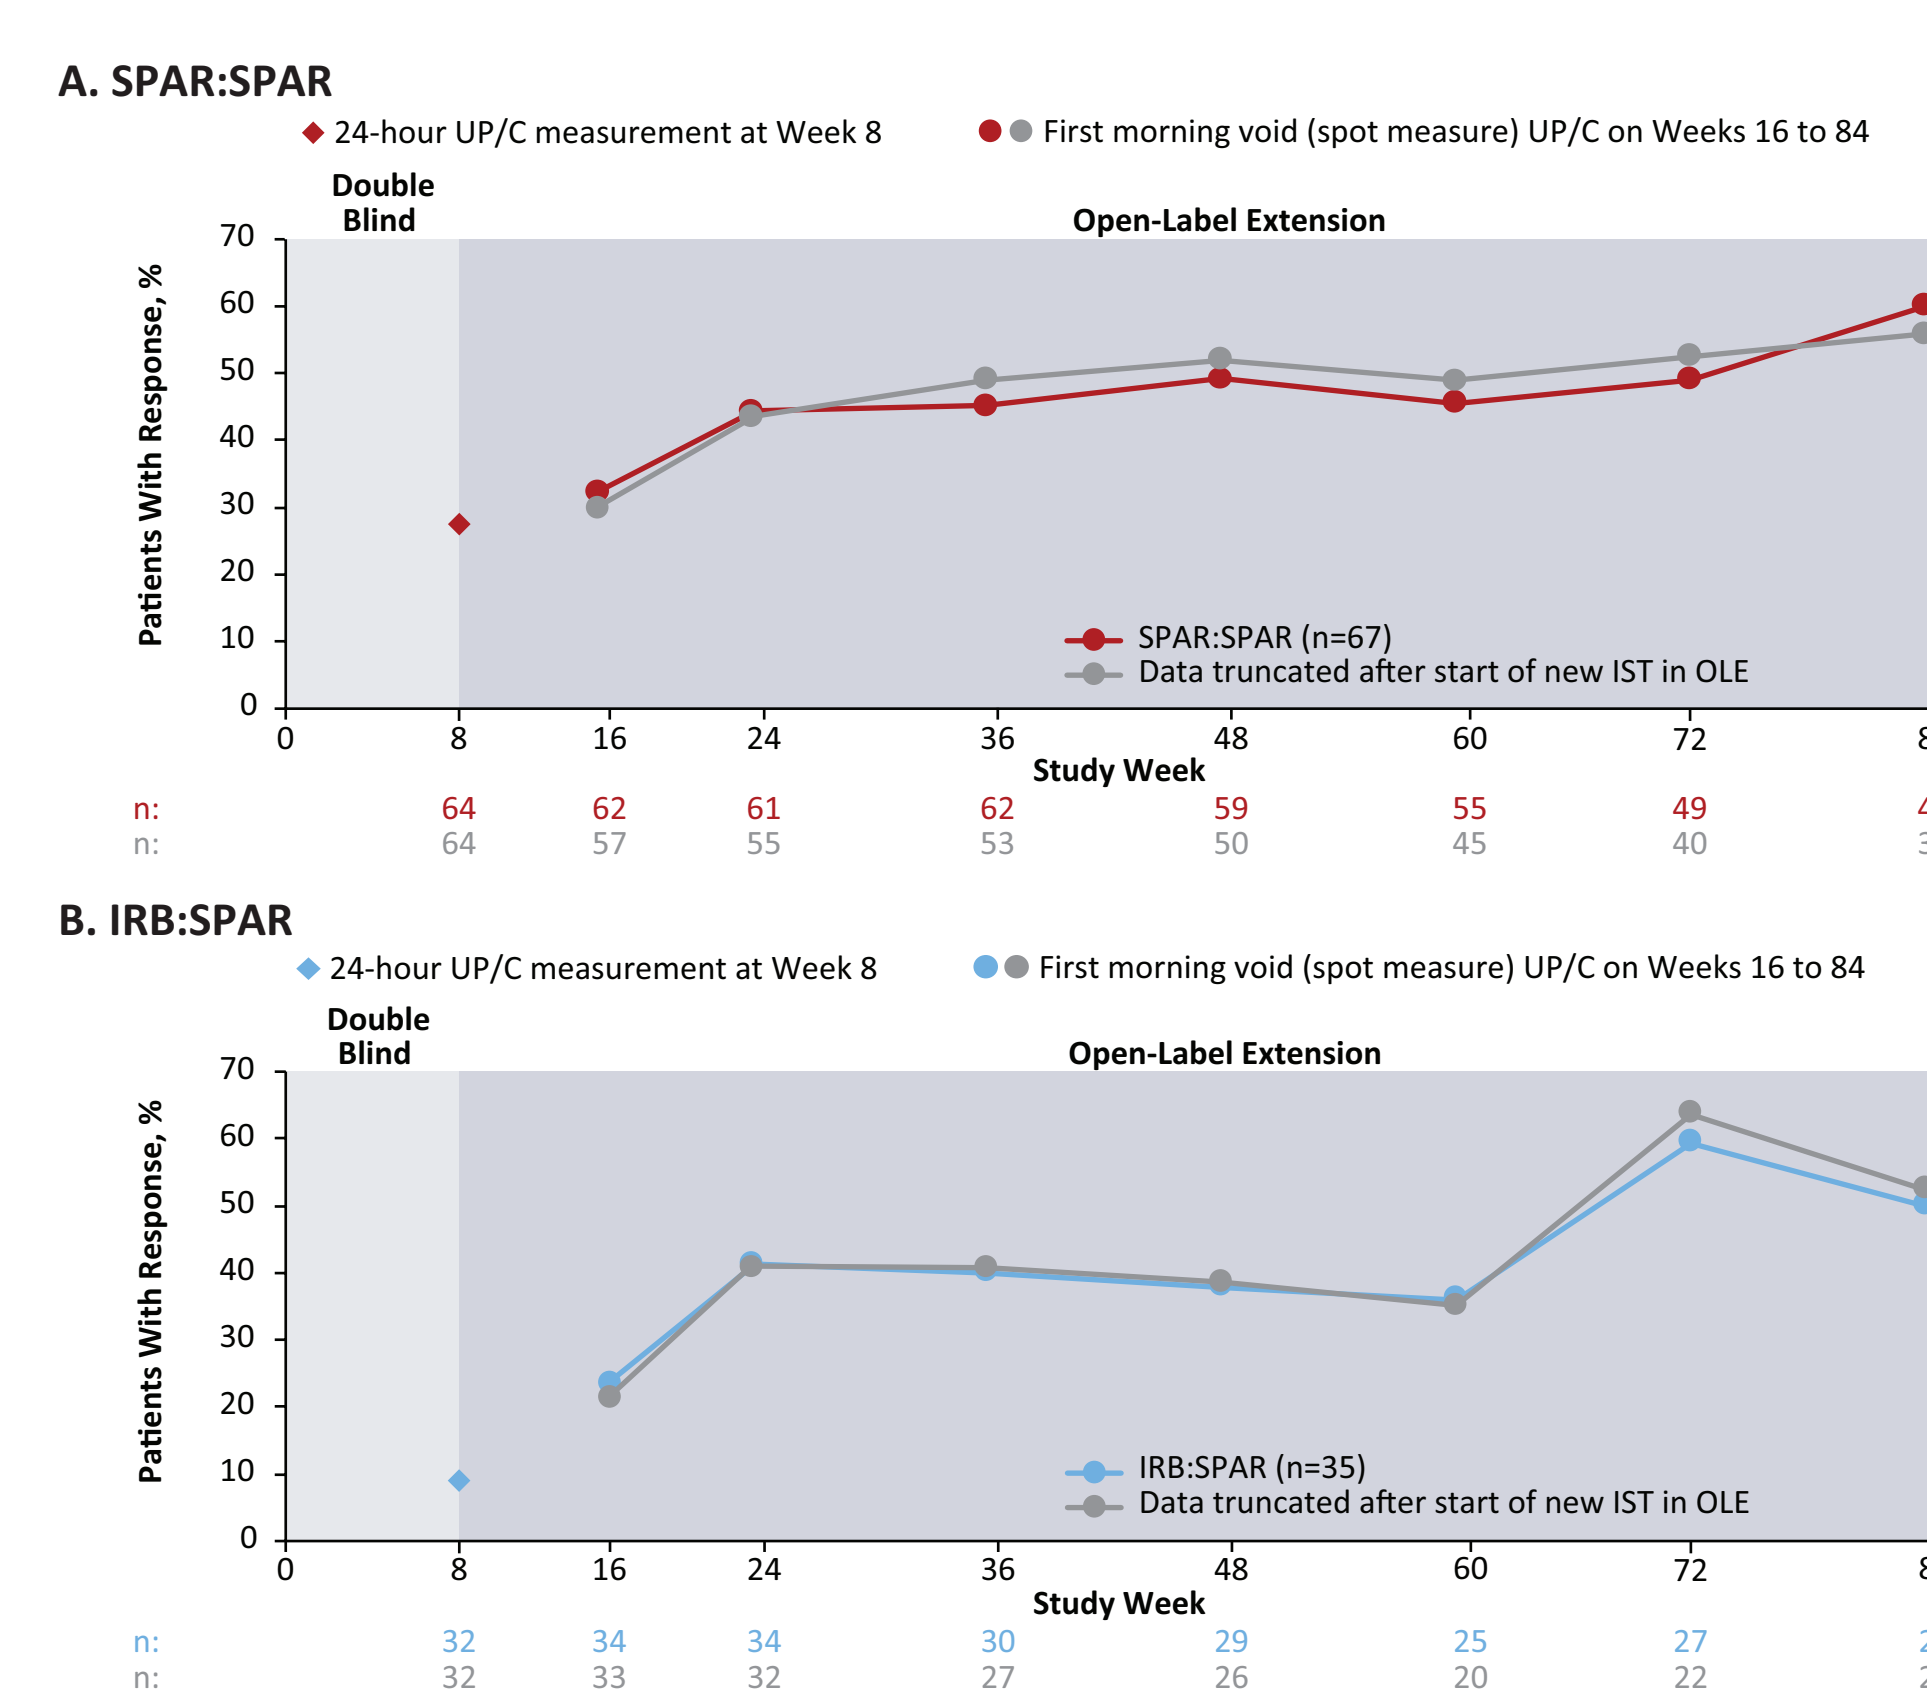 A. SPAR:SPAR
24-hour UP/C measurement at Week 8
First morning void (spot measure) UP/C on Weeks 16 to 84
Double
Blind
Open-Label Extension
Patients With Response, %
70
60
50
40
30
20
10
0
SPAR:SPAR (n=67)
Data truncated after start of new IST in OLE
0 8 16 24 36 48 60 72
Study Week
n: 64 62 61 62 59 55 49
n: 64 57 55 53 50 45 40
B. IRB:SPAR
24-hour UP/C measurement at Week 8
First morning void (spot measure) UP/C on Weeks 16 to 84
Double
Blind
Open-Label Extension
Patients With Response, %
70
60
50
40
30
20
10
0
IRB:SPAR (n=35)
Data truncated after start of new IST in OLE
0 8 16 24 36 48 60 72
Study Week
n: 32 34 34 30 29 25 27
n: 32 33 32 27 26 20 22